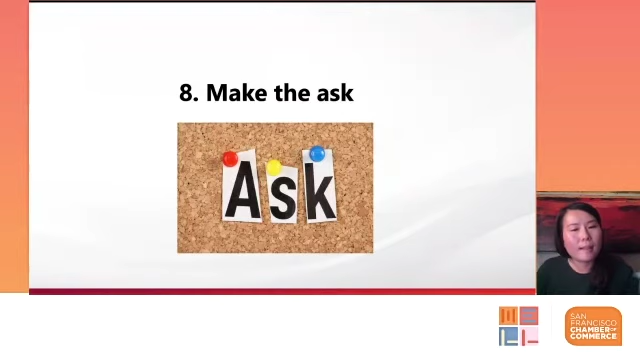 8. Make the ask
Ask
SAN
FRANCISCO
CHAMBER OF
COMMERCE